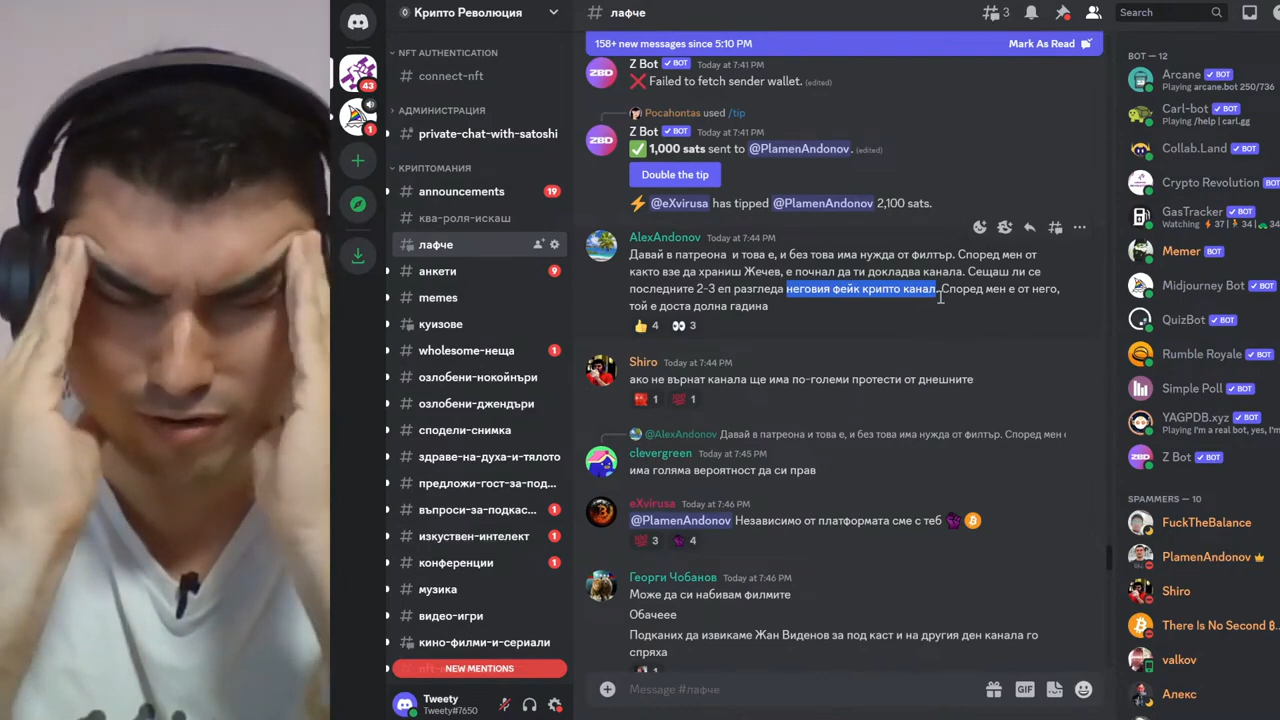 Крипто Революция
NFT AUTHENTICATION
connect-nft
АДМИНИСТРАЦИЯ
private-chat-with-satoshi
КРИПТОМАНИЯ
announcements 19
ква-роля-искаш
лафче
анкети 9
memes
куизове
wholesome-неща 1
озлобени-нокойнъри
озлобени-джендъри
сподели-снимка
здраве-на-духа-и-тялото
предложи-гост-за-под...
въпроси-за-подкас... 1
изкуствен-интелект 1
конференции 1
музика
видео-игри
кино-филми-и-сериали
NEW MENTIONS
Tweety
Tweety#7650
43
1
лафче
3
Search
158+ new messages since 5:10 PM Mark As Read
ZBD
Z Bot BOT Today at 7:41 PM
Failed to fetch sender wallet. (edited)
Pocahontas used /tip
ZBD
Z Bot BOT Today at 7:41 PM
1,000 sats sent to @PlamenAndonov. (edited)
Double the tip
@eXvirusa has tipped @PlamenAndonov 2,100 sats.
AlexAndonov Today at 7:44 PM
Давай в патреона и това е, и без това има нужда от филтър. Според мен от
както взе да храниш Жечев, е почнал да ти докладва канала. Сещаш ли се
последните 2-3 еп разгледа неговия фейк крипто канал. Според мен е от него,
той е доста долна гадина
4 3
Shiro Today at 7:44 PM
ако не върнат канала ще има по-големи протести от днешните
1 1
@AlexAndonov Давай в патреона и това е, и без това има нужда от филтър. Според мен
clevergreen Today at 7:45 PM
има голяма вероятност да си прав
eXvirusa Today at 7:46 PM
@PlamenAndonov Независимо от платформата сме с теб
3 4
Георги Чобанов Today at 7:46 PM
Може да си набивам филмите
Обачеее
Подканих да извикаме Жан Виденов за под каст и на другия ден канала го
спряха
Message #лафче
GIF
BOT — 12
Arcane BOT
Playing arcane.bot 250/736
Carl-bot BOT
Playing /help | carl.gg
Collab.Land BOT
Crypto Revolution
GasTracker BOT
Watching 37 | 34 |
Memer BOT
Midjourney Bot BOT
QuizBot BOT
Rumble Royale BOT
Simple Poll BOT
YAGPDB.xyz BOT
Playing I'm a real bot, yes, I'm
ZBD
Z Bot BOT
SPAMMERS — 10
FuckTheBalance
PlamenAndonov
Shiro
There Is No Second B...
valkov
Алекс